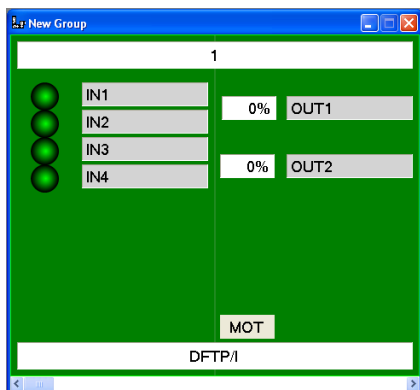 New Group
1
IN1
IN2
IN3
IN4
0% OUT1
0% OUT2
MOT
DFTP/I